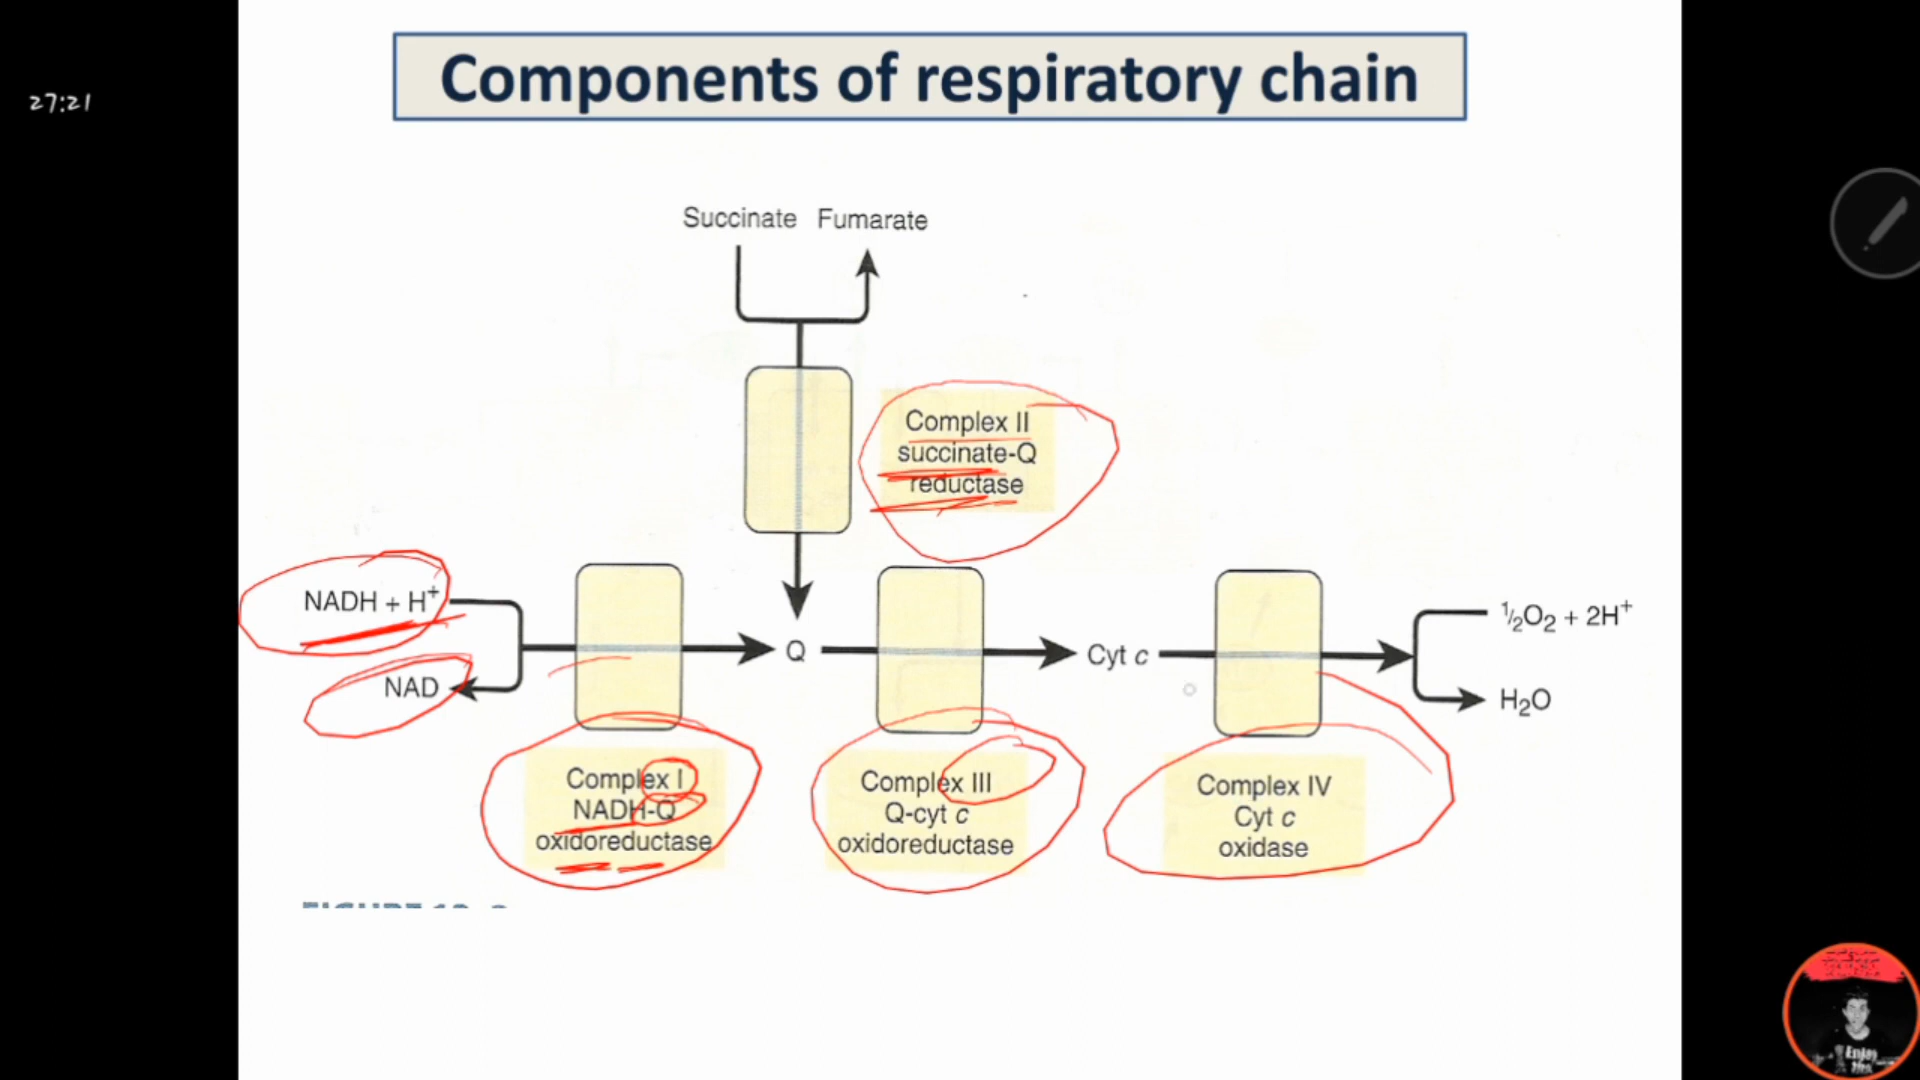 Components of respiratory chain
27:21
Succinate Fumarate
Complex II
succinate-Q
reductase
NADH + H⁺
NAD
Q
Cyt c
½O₂ + 2H⁺
H₂O
Complex I
NADH-Q
oxidoreductase
Complex III
Q-cyt c
oxidoreductase
Complex IV
Cyt c
oxidase
Enjoy